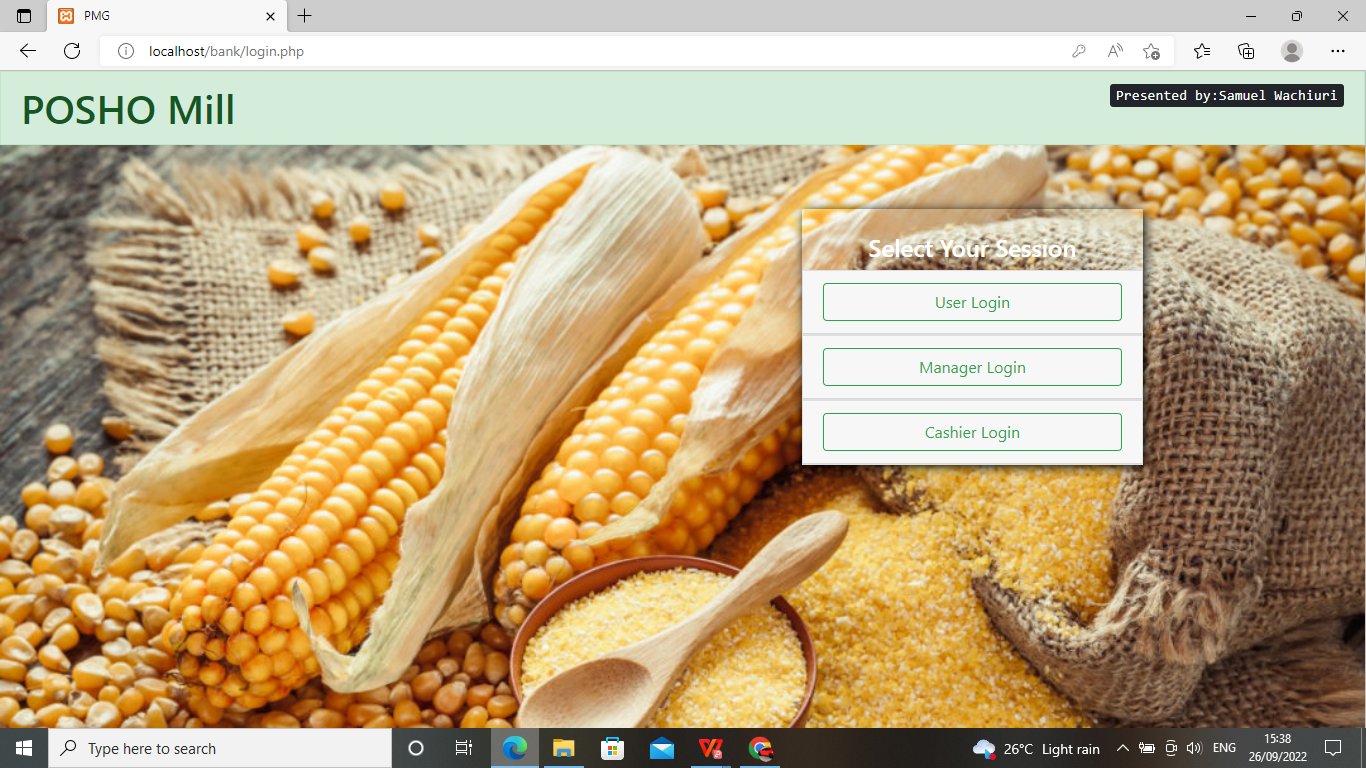 PMG
localhost/bank/login.php
POSHO Mill
Presented by:Samuel Wachiuri
Select Your Session
User Login
Manager Login
Cashier Login
Type here to search
26°C Light rain
ENG
15:38
26/09/2022